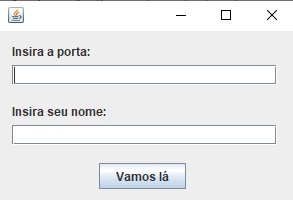 Insira a porta:
Insira seu nome:
Vamos lá